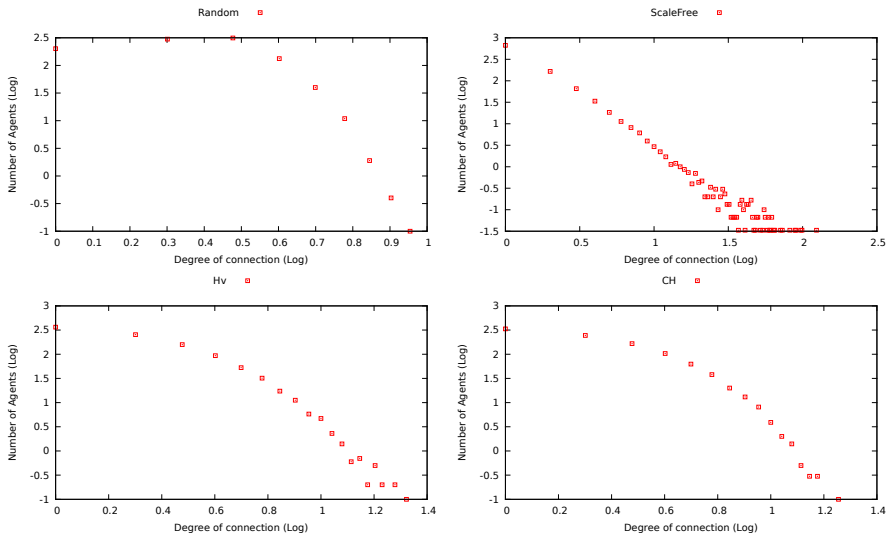 Random
2.5
2
1.5
1
0.5
0
-0.5
-1
0 0.1 0.2 0.3 0.4 0.5 0.6 0.7 0.8 0.9 1
Number of Agents (Log)
Degree of connection (Log)
ScaleFree
3
2.5
2
1.5
1
0.5
0
-0.5
-1
-1.5
0 0.5 1 1.5 2 2.5
Number of Agents (Log)
Degree of connection (Log)
Hv
3
2.5
2
1.5
1
0.5
0
-0.5
-1
0 0.2 0.4 0.6 0.8 1 1.2 1.4
Number of Agents (Log)
Degree of connection (Log)
CH
3
2.5
2
1.5
1
0.5
0
-0.5
-1
0 0.2 0.4 0.6 0.8 1 1.2 1.4
Number of Agents (Log)
Degree of connection (Log)